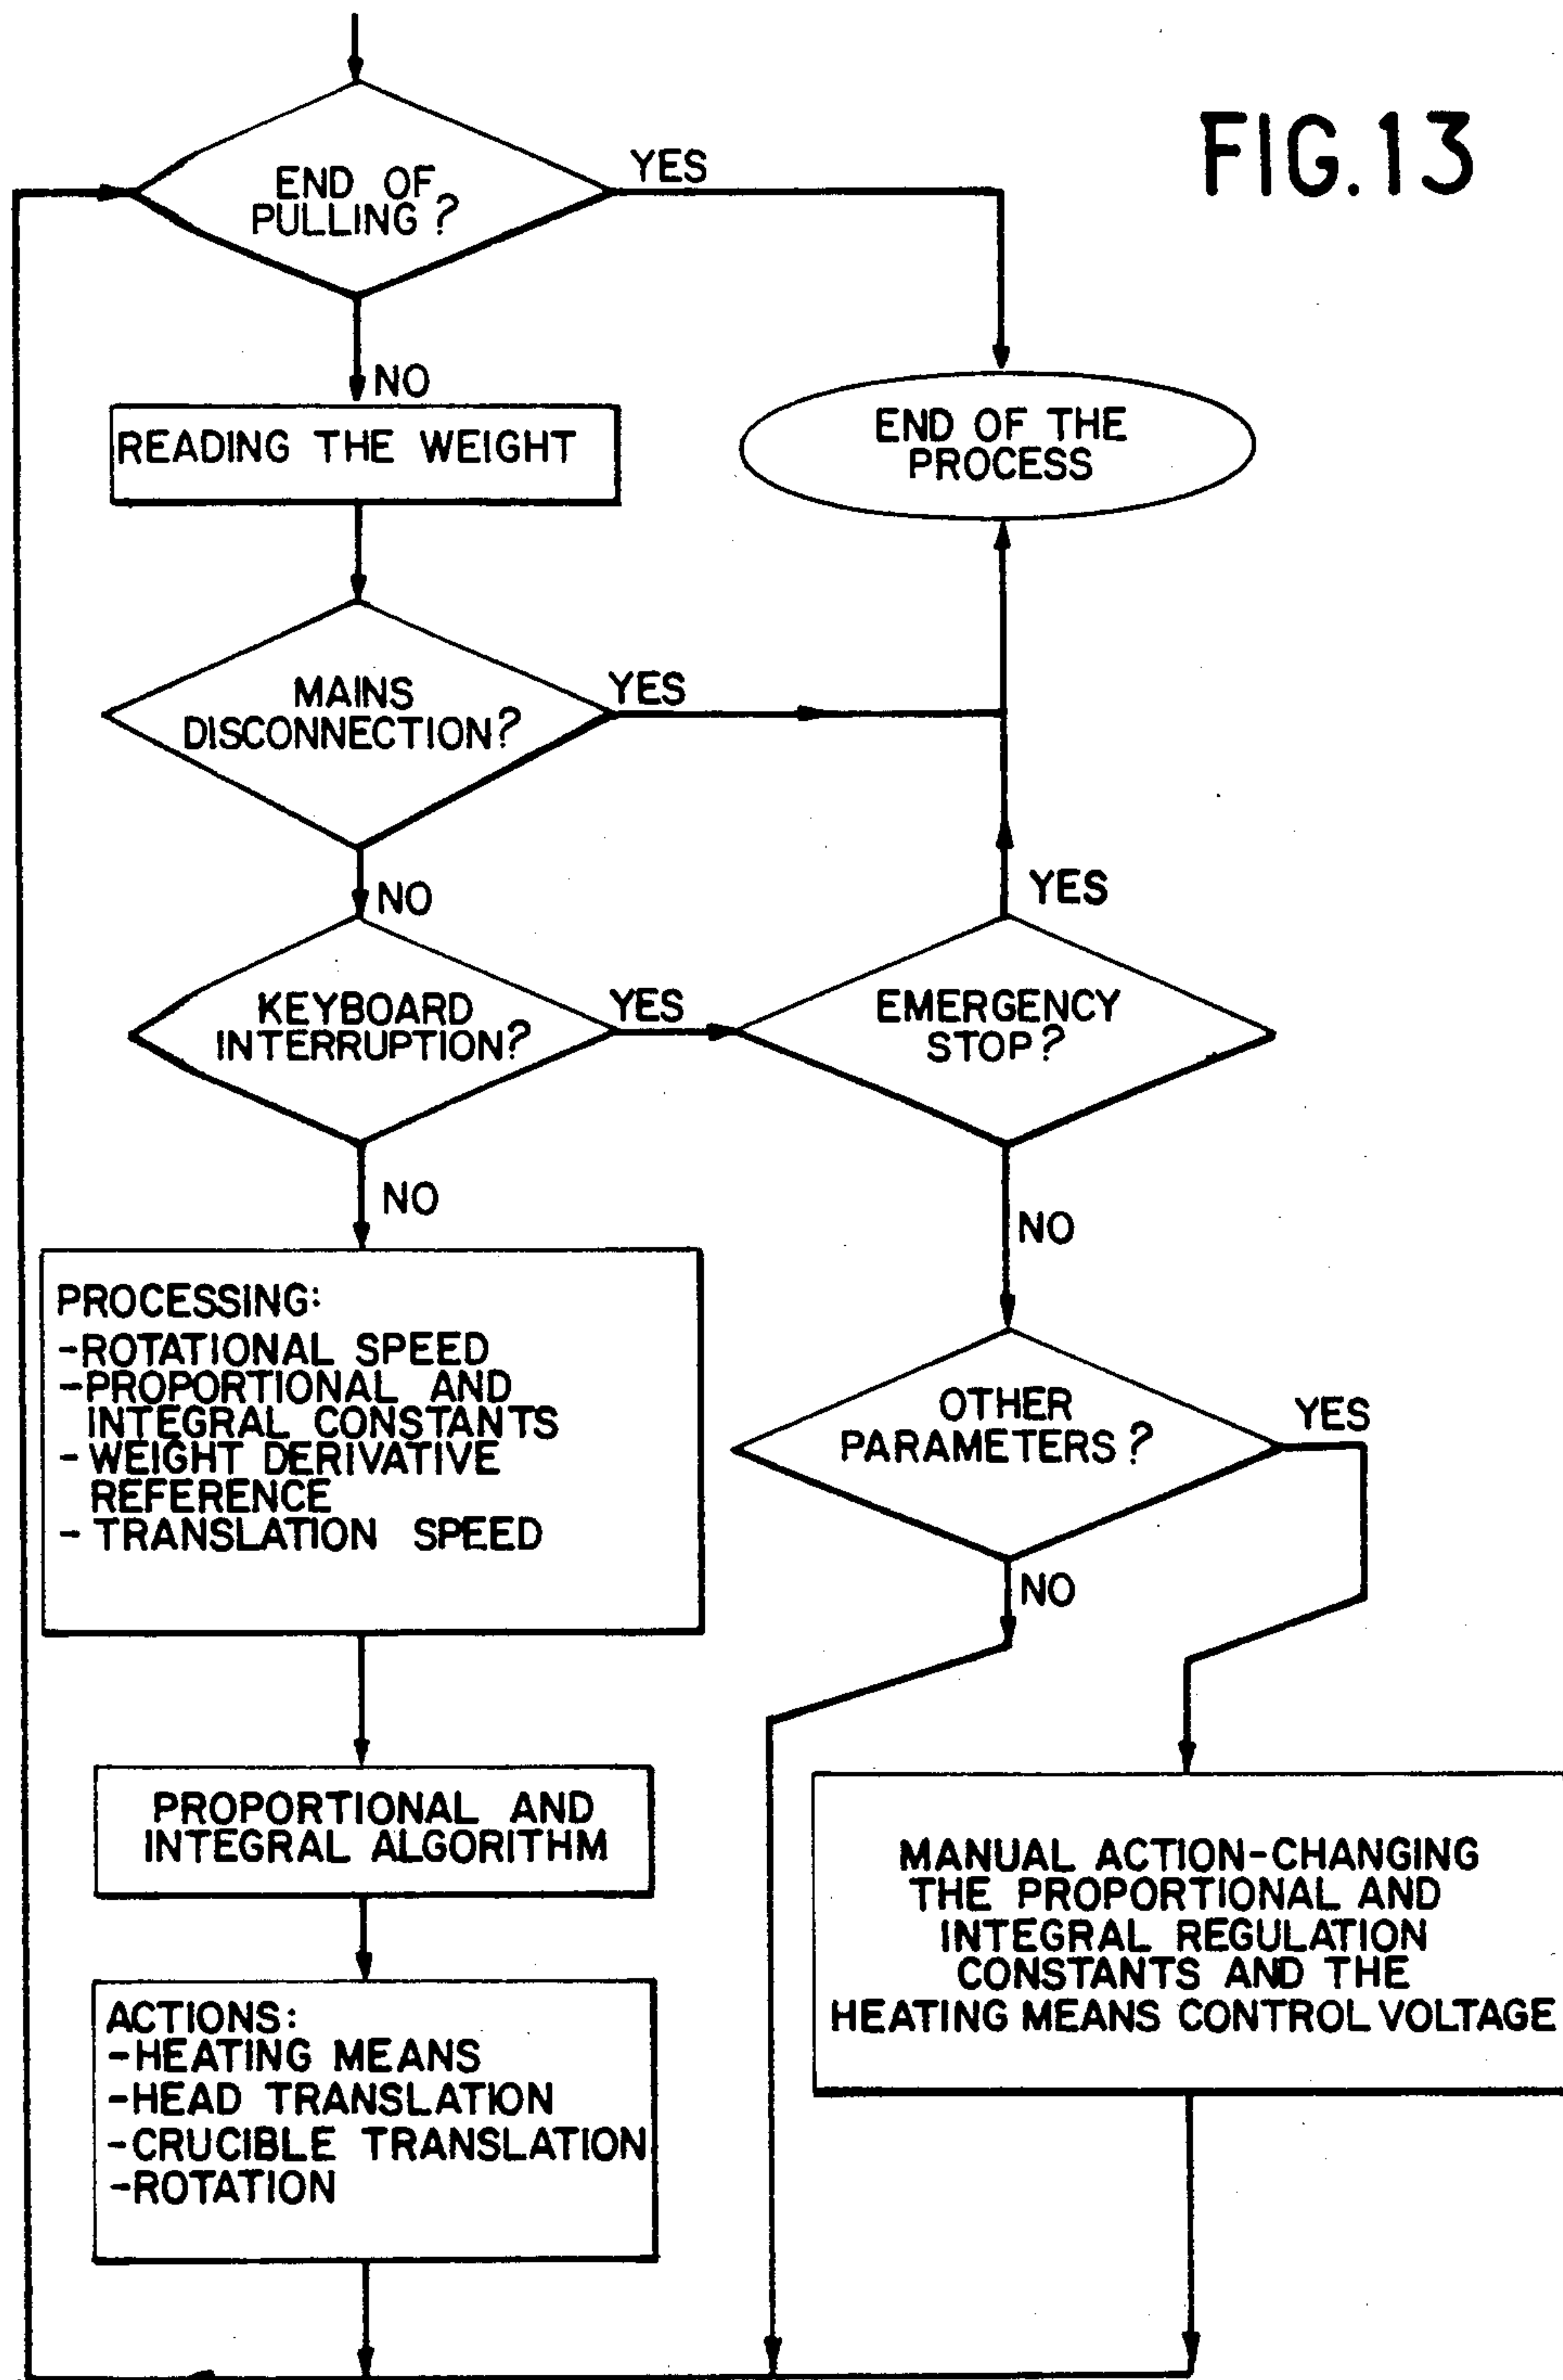 FIG.13
END OF
PULLING?
YES
NO
READING THE WEIGHT
END OF THE
PROCESS
MAINS
DISCONNECTION?
YES
NO
KEYBOARD
INTERRUPTION?
YES
NO
EMERGENCY
STOP?
YES
NO
PROCESSING:
-ROTATIONAL SPEED
-PROPORTIONAL AND
INTEGRAL CONSTANTS
- WEIGHT DERIVATIVE
REFERENCE
- TRANSLATION SPEED
OTHER
PARAMETERS?
YES
NO
PROPORTIONAL AND
INTEGRAL ALGORITHM
MANUAL ACTION-CHANGING
THE PROPORTIONAL AND
INTEGRAL REGULATION
CONSTANTS AND THE
HEATING MEANS CONTROL VOLTAGE
ACTIONS:
-HEATING MEANS
-HEAD TRANSLATION
-CRUCIBLE TRANSLATION
-ROTATION